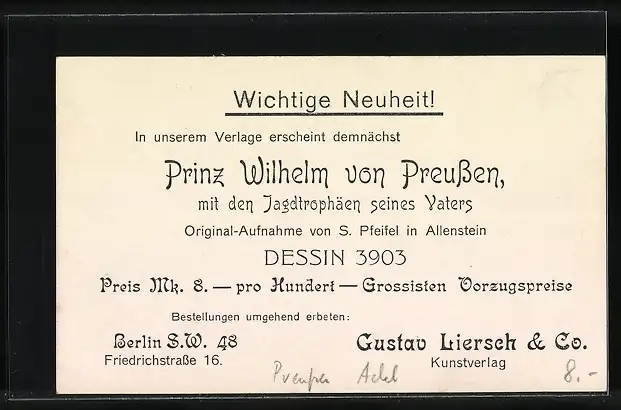 Wichtige Neuheit!
In unserem Verlage erscheint demnächst
Prinz Wilhelm von Preußen,
mit den Jagdtrophäen seines Vaters
Original-Aufnahme von S. Pfeifel in Allenstein
DESSIN 3903
Preis Mk. 8. — pro Hundert — Grossisten Vorzugspreise
Bestellungen umgehend erbeten:
Berlin S.W. 48
Friedrichstraße 16.
Gustav Liersch & Co.
Kunstverlag
8.-